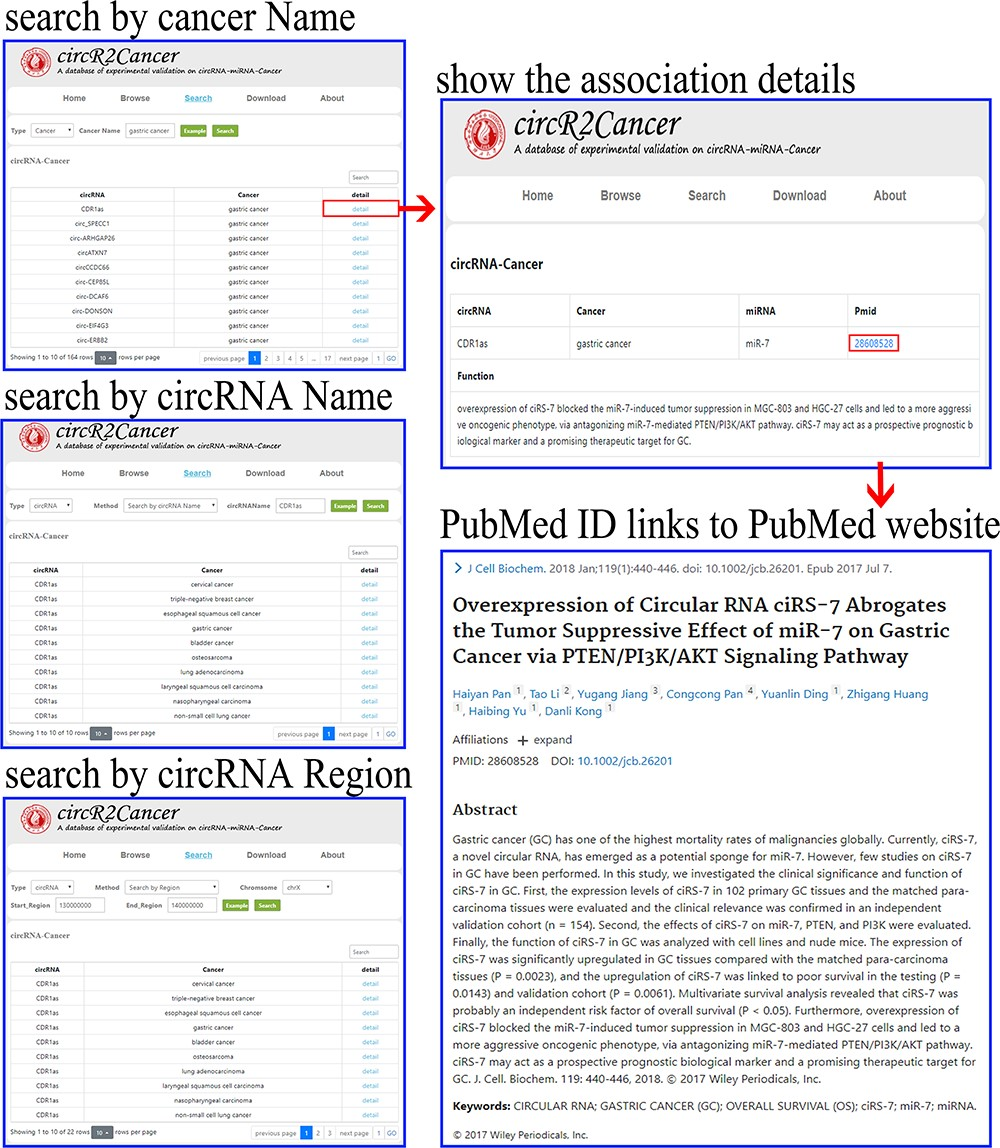 search by cancer Name
circR2Cancer
A database of experimental validation on circRNA-miRNA-Cancer
Home Browse Search Download About
Type Cancer Cancer Name gastric cancer Example Search
circRNA-Cancer
Search
circRNA Cancer detail
CDR1as gastric cancer detail
circ_SPECC1 gastric cancer detail
circ-ARHGAP26 gastric cancer detail
circATXN7 gastric cancer detail
circCCDC66 gastric cancer detail
circ-CEP85L gastric cancer detail
circ-DCAF6 gastric cancer detail
circ-DONSON gastric cancer detail
circ-EIF4G3 gastric cancer detail
circ-ERBB2 gastric cancer detail
Showing 1 to 10 of 164 rows 10 rows per page previous page 1 2 3 4 5 ... 17 next page 1 GO
search by circRNA Name
circR2Cancer
A database of experimental validation on circRNA-miRNA-Cancer
Home Browse Search Download About
Type circRNA Method Search by circRNA Name circRNAName CDR1as Example Search
circRNA-Cancer
Search
circRNA Cancer detail
CDR1as cervical cancer detail
CDR1as triple-negative breast cancer detail
CDR1as esophageal squamous cell cancer detail
CDR1as gastric cancer detail
CDR1as bladder cancer detail
CDR1as osteosarcoma detail
CDR1as lung adenocarcinoma detail
CDR1as laryngeal squamous cell carcinoma detail
CDR1as nasopharyngeal carcinoma detail
CDR1as non-small cell lung cancer detail
Showing 1 to 10 of 10 rows 10 rows per page previous page 1 next page 1 GO
search by circRNA Region
circR2Cancer
A database of experimental validation on circRNA-miRNA-Cancer
Home Browse Search Download About
Type circRNA Method Search by Region Chromsome chrX
Start_Region 130000000 End_Region 140000000 Example Search
circRNA-Cancer
Search
circRNA Cancer detail
CDR1as cervical cancer detail
CDR1as triple-negative breast cancer detail
CDR1as esophageal squamous cell cancer detail
CDR1as gastric cancer detail
CDR1as bladder cancer detail
CDR1as osteosarcoma detail
CDR1as lung adenocarcinoma detail
CDR1as laryngeal squamous cell carcinoma detail
CDR1as nasopharyngeal carcinoma detail
CDR1as non-small cell lung cancer detail
Showing 1 to 10 of 22 rows 10 rows per page previous page 1 2 3 next page 1 GO
show the association details
circR2Cancer
A database of experimental validation on circRNA-miRNA-Cancer
Home Browse Search Download About
circRNA-Cancer
circRNA Cancer miRNA Pmid
CDR1as gastric cancer miR-7 28608528
Function
overexpression of ciRS-7 blocked the miR-7-induced tumor suppression in MGC-803 and HGC-27 cells and led to a more aggressi
ve oncogenic phenotype, via antagonizing miR-7-mediated PTEN/PI3K/AKT pathway. ciRS-7 may act as a prospective prognostic b
iological marker and a promising therapeutic target for GC.
PubMed ID links to PubMed website
> J Cell Biochem. 2018 Jan;119(1):440-446. doi: 10.1002/jcb.26201. Epub 2017 Jul 7.
Overexpression of Circular RNA ciRS-7 Abrogates
the Tumor Suppressive Effect of miR-7 on Gastric
Cancer via PTEN/PI3K/AKT Signaling Pathway
Haiyan Pan 1, Tao Li 2, Yugang Jiang 3, Congcong Pan 4, Yuanlin Ding 1, Zhigang Huang
1, Haibing Yu 1, Danli Kong 1
Affiliations + expand
PMID: 28608528 DOI: 10.1002/jcb.26201
Abstract
Gastric cancer (GC) has one of the highest mortality rates of malignancies globally. Currently, ciRS-7,
a novel circular RNA, has emerged as a potential sponge for miR-7. However, few studies on ciRS-7
in GC have been performed. In this study, we investigated the clinical significance and function of
ciRS-7 in GC. First, the expression levels of ciRS-7 in 102 primary GC tissues and the matched para-
carcinoma tissues were evaluated and the clinical relevance was confirmed in an independent
validation cohort (n = 154). Second, the effects of ciRS-7 on miR-7, PTEN, and PI3K were evaluated.
Finally, the function of ciRS-7 in GC was analyzed with cell lines and nude mice. The expression of
ciRS-7 was significantly upregulated in GC tissues compared with the matched para-carcinoma
tissues (P = 0.0023), and the upregulation of ciRS-7 was linked to poor survival in the testing (P =
0.0143) and validation cohort (P = 0.0061). Multivariate survival analysis revealed that ciRS-7 was
probably an independent risk factor of overall survival (P < 0.05). Furthermore, overexpression of
ciRS-7 blocked the miR-7-induced tumor suppression in MGC-803 and HGC-27 cells and led to a
more aggressive oncogenic phenotype, via antagonizing miR-7-mediated PTEN/PI3K/AKT pathway.
ciRS-7 may act as a prospective prognostic biological marker and a promising therapeutic target for
GC. J. Cell. Biochem. 119: 440-446, 2018. © 2017 Wiley Periodicals, Inc.
Keywords: CIRCULAR RNA; GASTRIC CANCER (GC); OVERALL SURVIVAL (OS); ciRS-7; miR-7; miRNA.
© 2017 Wiley Periodicals, Inc.